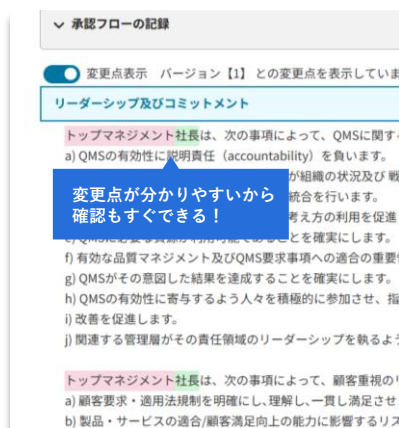 承認フローの記録
変更点表示 バージョン【1】との変更点を表示していま
リーダーシップ及びコミットメント
トップマネジメント社長は、次の事項によって、QMSに関する
a) QMSの有効性に説明責任（accountability）を負います。
が組織の状況及び 戦
変更点が分かりやすいから
統合を行います。
確認もすぐできる！
考え方の利用を促進
ることを確実にします。
f) 有効な品質マネジメント及びQMS要求事項への適合の重要
g) QMSがその意図した結果を達成することを確実にします。
h) QMSの有効性に寄与するよう人々を積極的に参加させ、指
i) 改善を促進します。
j) 関連する管理層がその責任領域のリーダーシップを執るよう
トップマネジメント社長は、次の事項によって、顧客重視のリ
a) 顧客要求・適用法規制を明確にし、理解し、一貫し満足させ
b) 製品・サービスの適合/顧客満足向上の能力に影響するリス